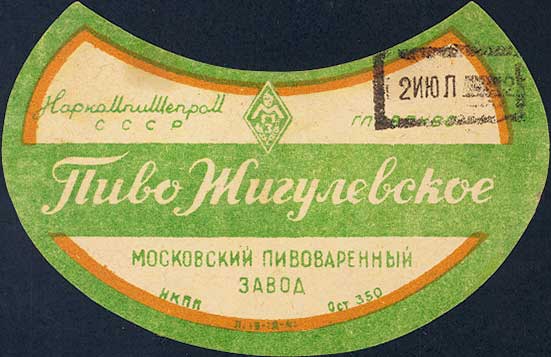 НаркомпиЩепром
СССР
2 ИЮЛ
Пиво Жигулевское
МОСКОВСКИЙ ПИВОВАРЕННЫЙ
ЗАВОД
НКПП
Ост 350